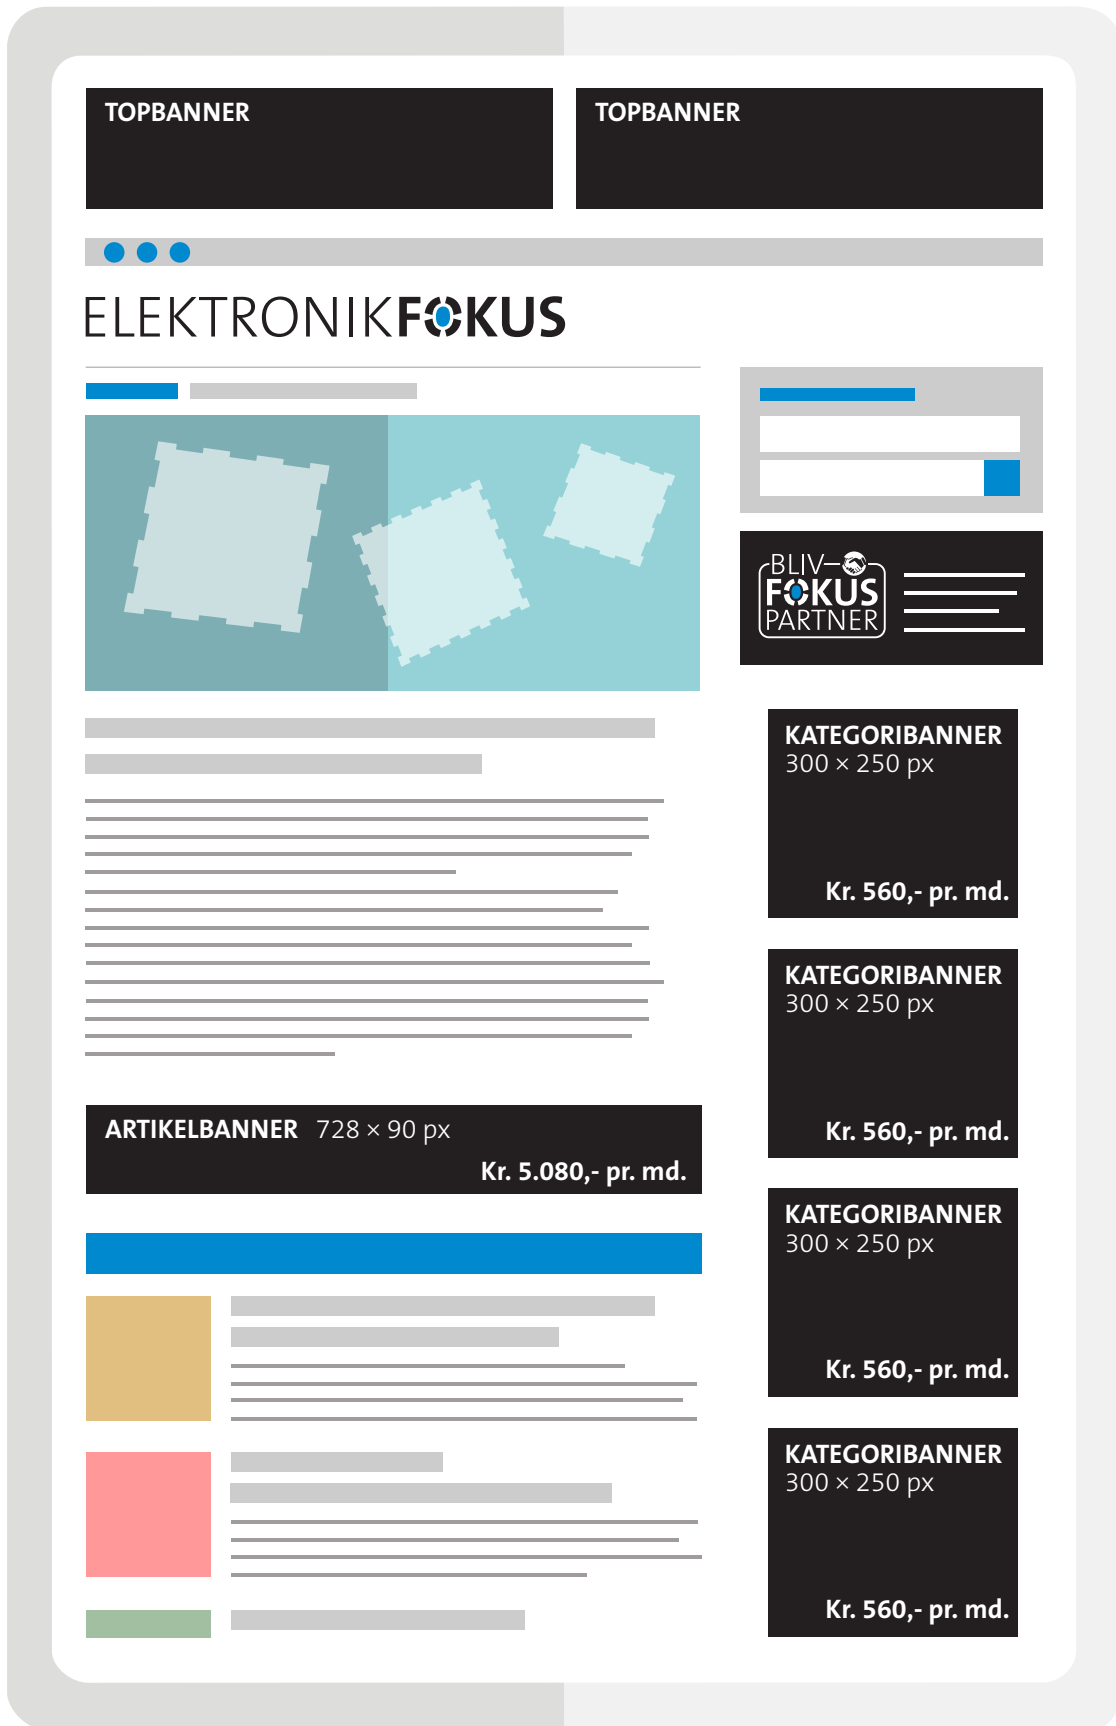 TOPBANNER
TOPBANNER
ELEKTRONIKFOKUS
BLIV
FOKUS
PARTNER
KATEGORIBANNER
300 × 250 px
Kr. 560,- pr. md.
KATEGORIBANNER
300 × 250 px
Kr. 560,- pr. md.
ARTIKELBANNER 728 × 90 px
Kr. 5.080,- pr. md.
KATEGORIBANNER
300 × 250 px
Kr. 560,- pr. md.
KATEGORIBANNER
300 × 250 px
Kr. 560,- pr. md.